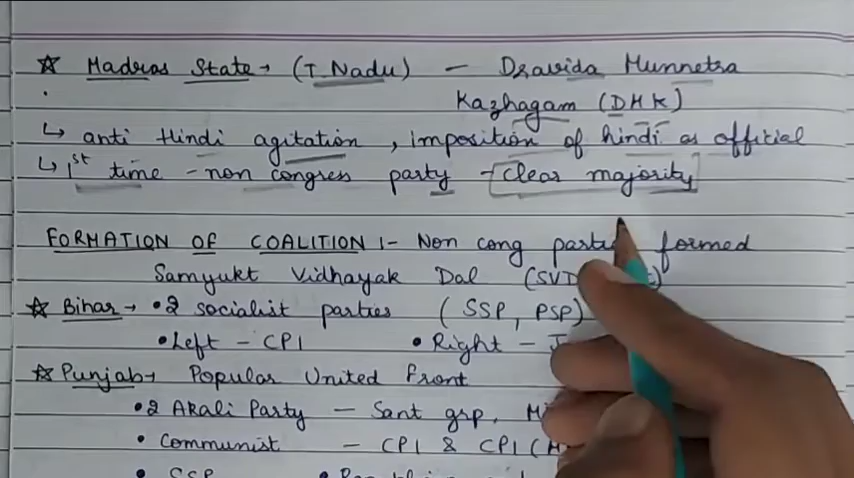 ☆ Madras State → (T. Nadu) - Dravida Munnetra
Kazhagam (DMK)
↳ anti Hindi agitation, imposition of hindi as official
↳ 1st time - non congress party - clear majority
FORMATION OF COALITION :- Non cong formed
Samyukt Vidhayak Dal
☆ Bihar → • 2 socialist parties (SSP, PSP)
• Left - CPI • Right -
☆ Punjab → Popular United Front
• 2 Akali Party - Sant grp,
• Communist - CPI & CPI
• SSP